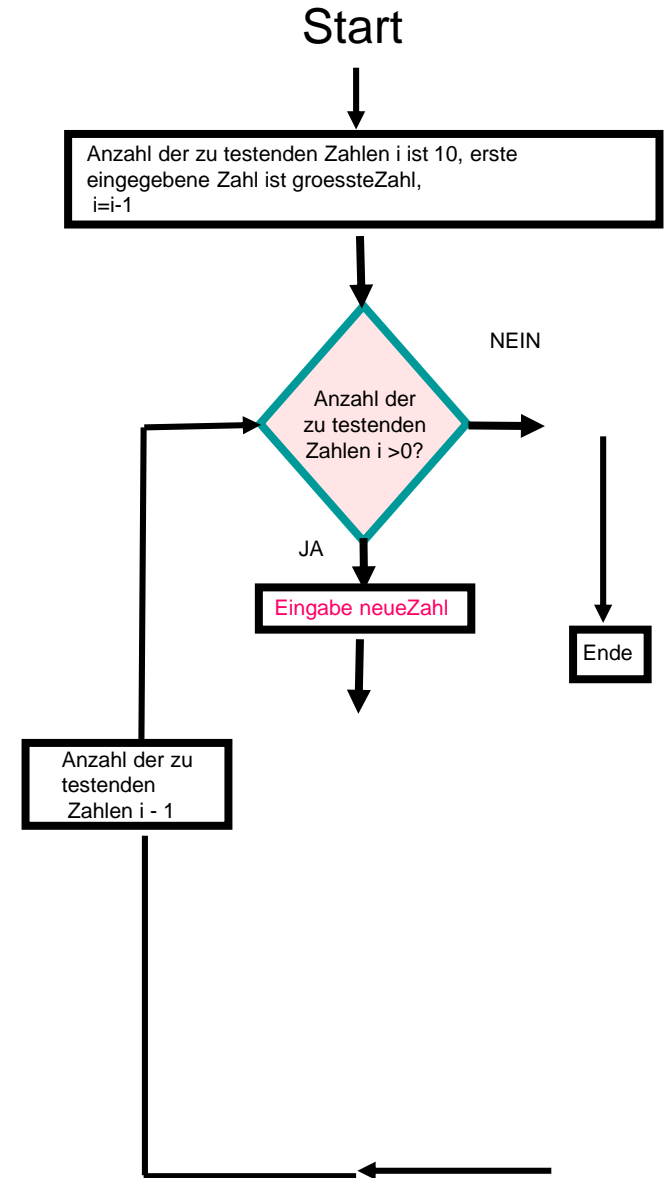 Start
Anzahl der zu testenden Zahlen i ist 10, erste
eingegebene Zahl ist groessteZahl,
i=i-1
NEIN
Anzahl der
zu testenden
Zahlen i >0?
JA
Eingabe neueZahl
Ende
Anzahl der zu
testenden
Zahlen i - 1